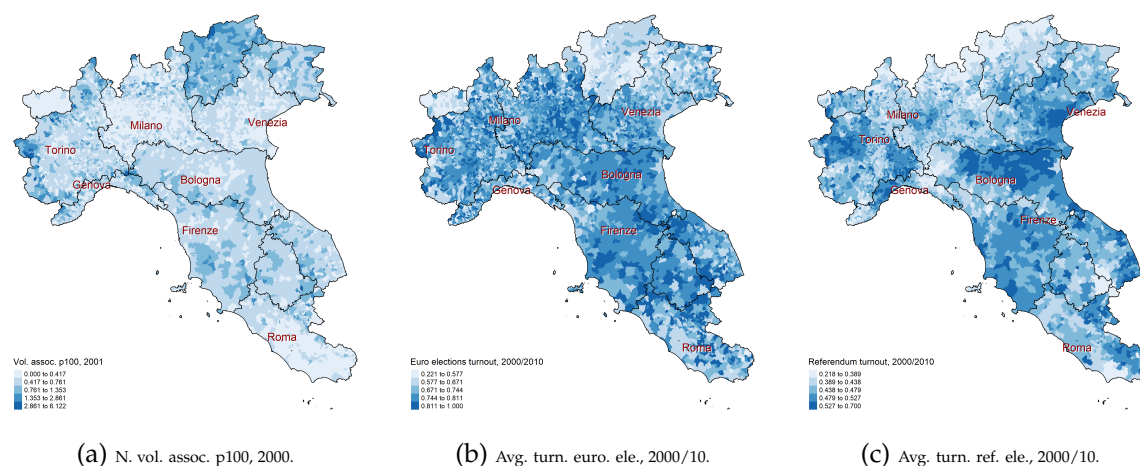 Milano
Venezia
Torino
Genova
Bologna
Firenze
Roma
Vol. assoc. p100, 2001
0.000 to 0.417
0.417 to 0.761
0.761 to 1.353
1.353 to 2.861
2.861 to 6.122
(a) N. vol. assoc. p100, 2000.
Milano
Venezia
Torino
Bologna
Genova
Firenze
Roma
Euro elections turnout, 2000/2010
0.221 to 0.577
0.577 to 0.671
0.671 to 0.744
0.744 to 0.811
0.811 to 1.000
(b) Avg. turn. euro. ele., 2000/10.
Milano
Venezia
Torino
Bologna
Genova
Firenze
Roma
Referendum turnout, 2000/2010
0.218 to 0.389
0.389 to 0.438
0.438 to 0.479
0.479 to 0.527
0.527 to 0.700
(c) Avg. turn. ref. ele., 2000/10.